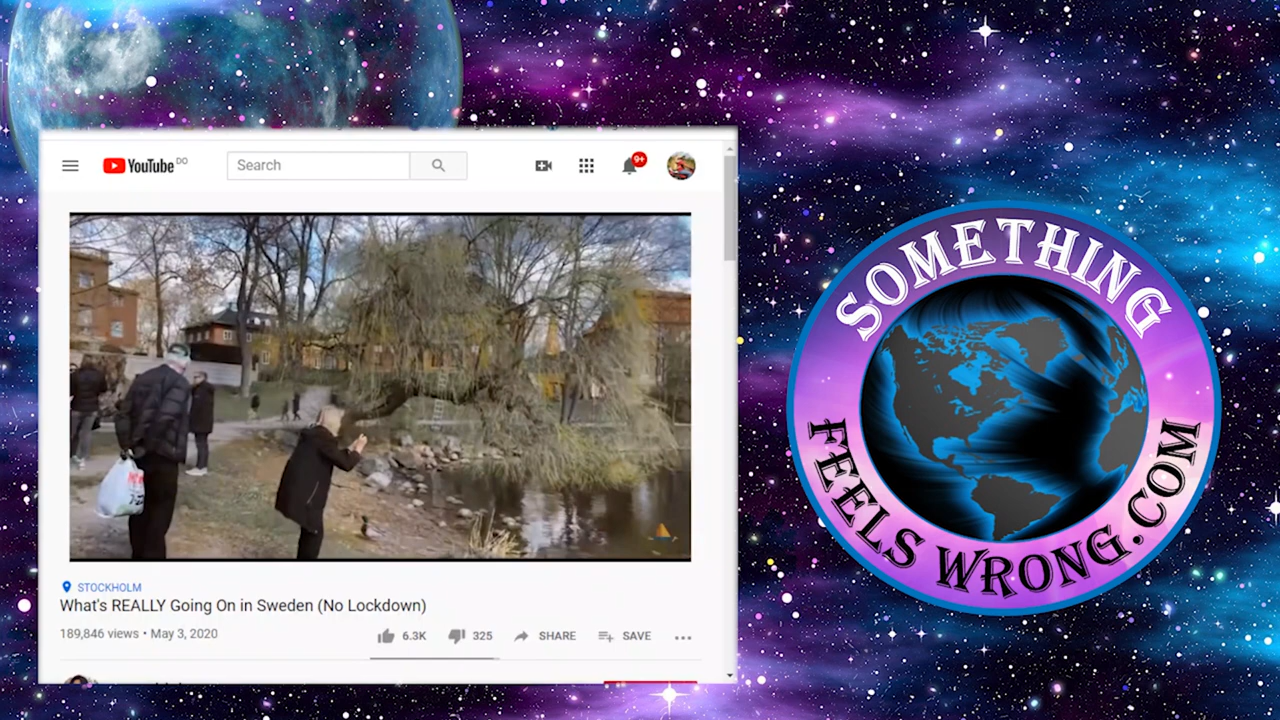 YouTube DO
Search
9+
STOCKHOLM
What's REALLY Going On in Sweden (No Lockdown)
189,846 views • May 3, 2020
6.3K
325
SHARE
SAVE
SOMETHING
FEELS WRONG.COM